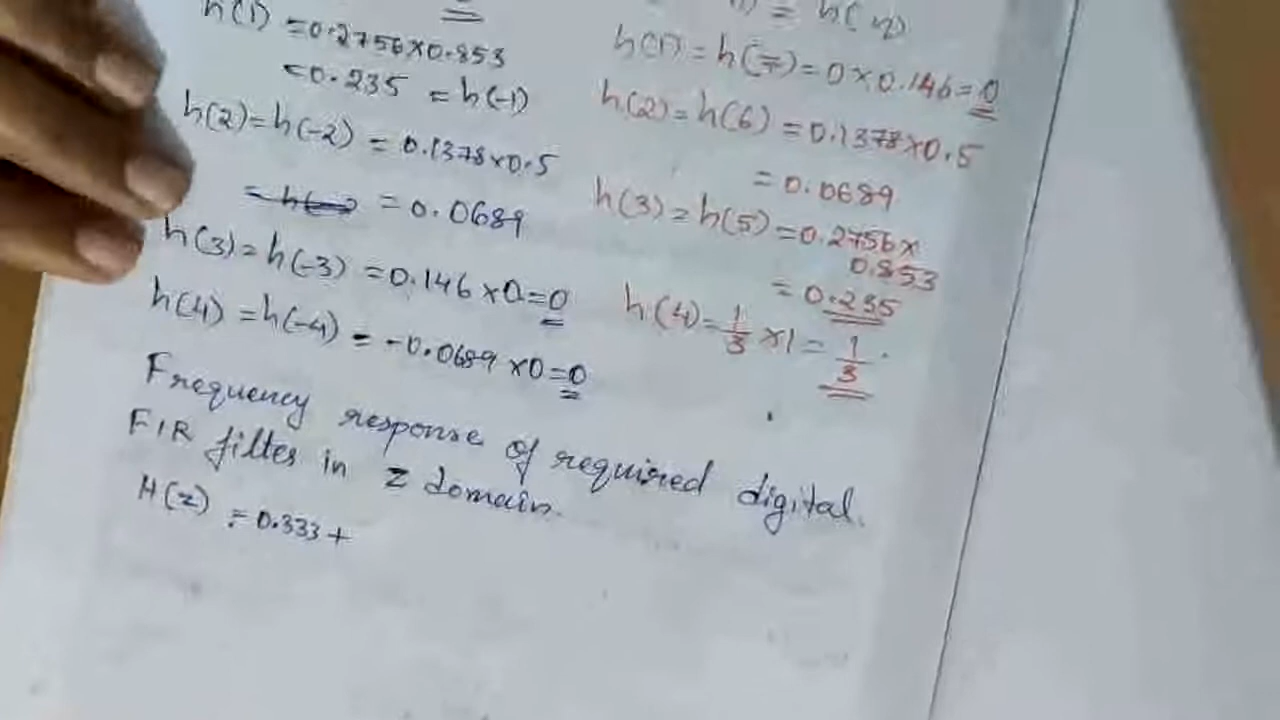 h(1) = 0.2756×0.853
= 0.235 = h(-1)
h(2) = h(-2) = 0.1378×0.5
= 0.0689
h(3) = h(-3) = 0.146 × 0 = 0
h(4) = h(-4) = -0.0689 × 0 = 0
= h(n)
h(1) = h(7) = 0 × 0.146 = 0
h(2) = h(6) = 0.1378×0.5
= 0.0689
h(3) = h(5) = 0.2756×
0.853
= 0.235
h(4) = 1/3 × 1 = 1/3.
Frequency response of required digital
FIR filter in z domain.
H(z) = 0.333 +